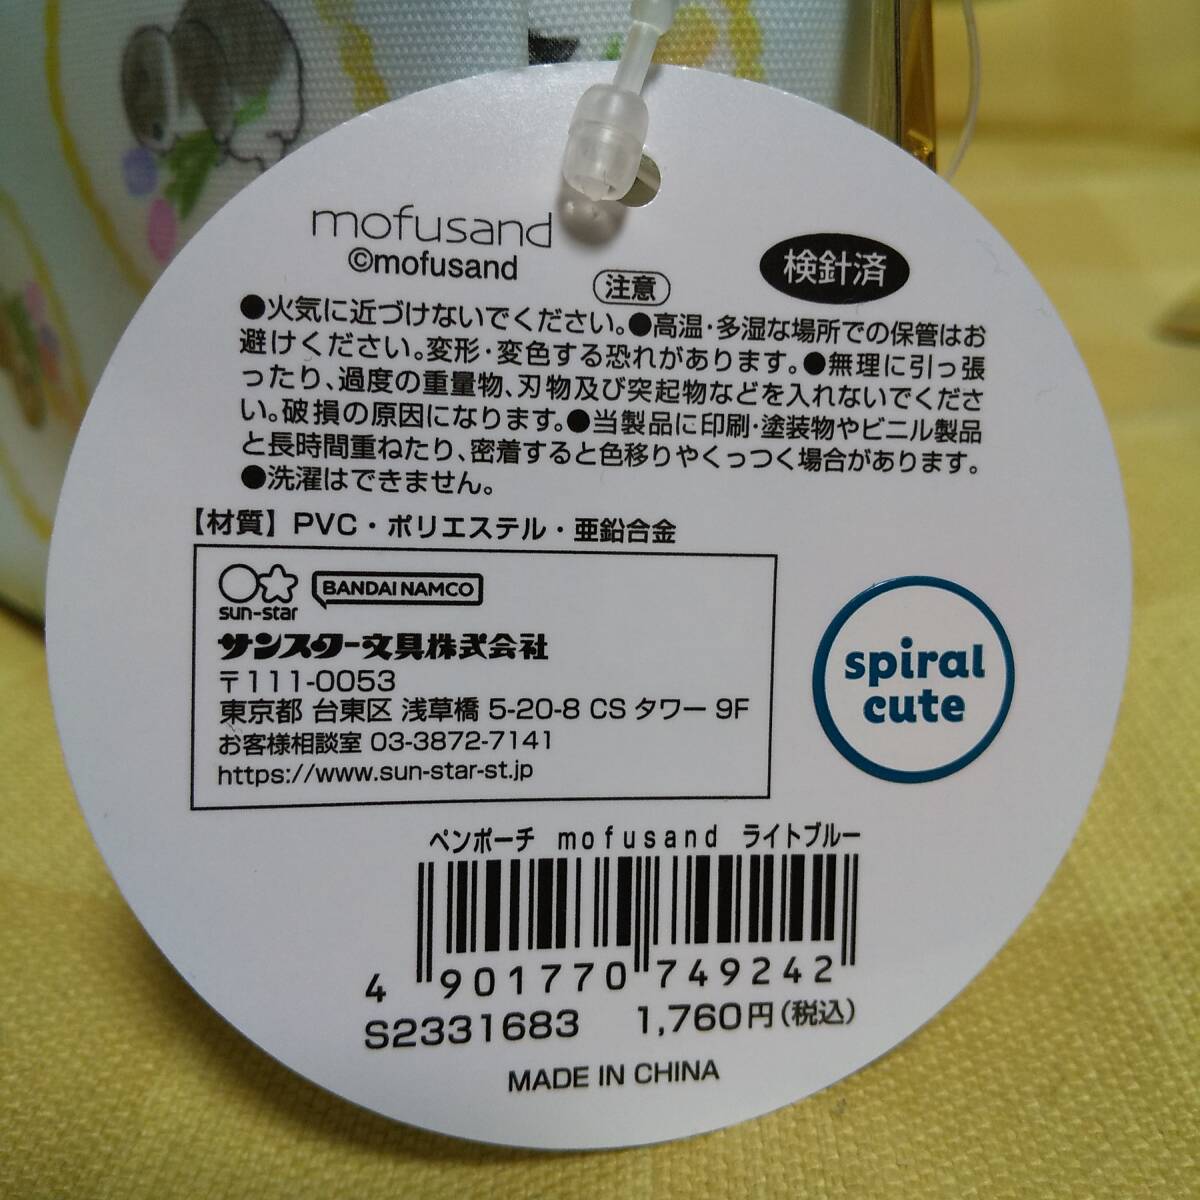 mofusand
©mofusand
検針済
注意
●火気に近づけないでください。●高温・多湿な場所での保管はお
避けください。変形・変色する恐れがあります。●無理に引っ張
ったり、過度の重量物、刃物及び突起物などを入れないでくださ
い。破損の原因になります。●当製品に印刷・塗装物やビニル製品
と長時間重ねたり、密着すると色移りやくっつく場合があります。
●洗濯はできません。
【材質】PVC・ポリエステル・亜鉛合金
sun-star BANDAI NAMCO
サンスター文具株式会社
〒111-0053
東京都 台東区 浅草橋 5-20-8 CS タワー 9F
お客様相談室 03-3872-7141
https://www.sun-star-st.jp
spiral
cute
ペンポーチ mofusand ライトブルー
4 901770 749242
S2331683 1,760円(税込)
MADE IN CHINA